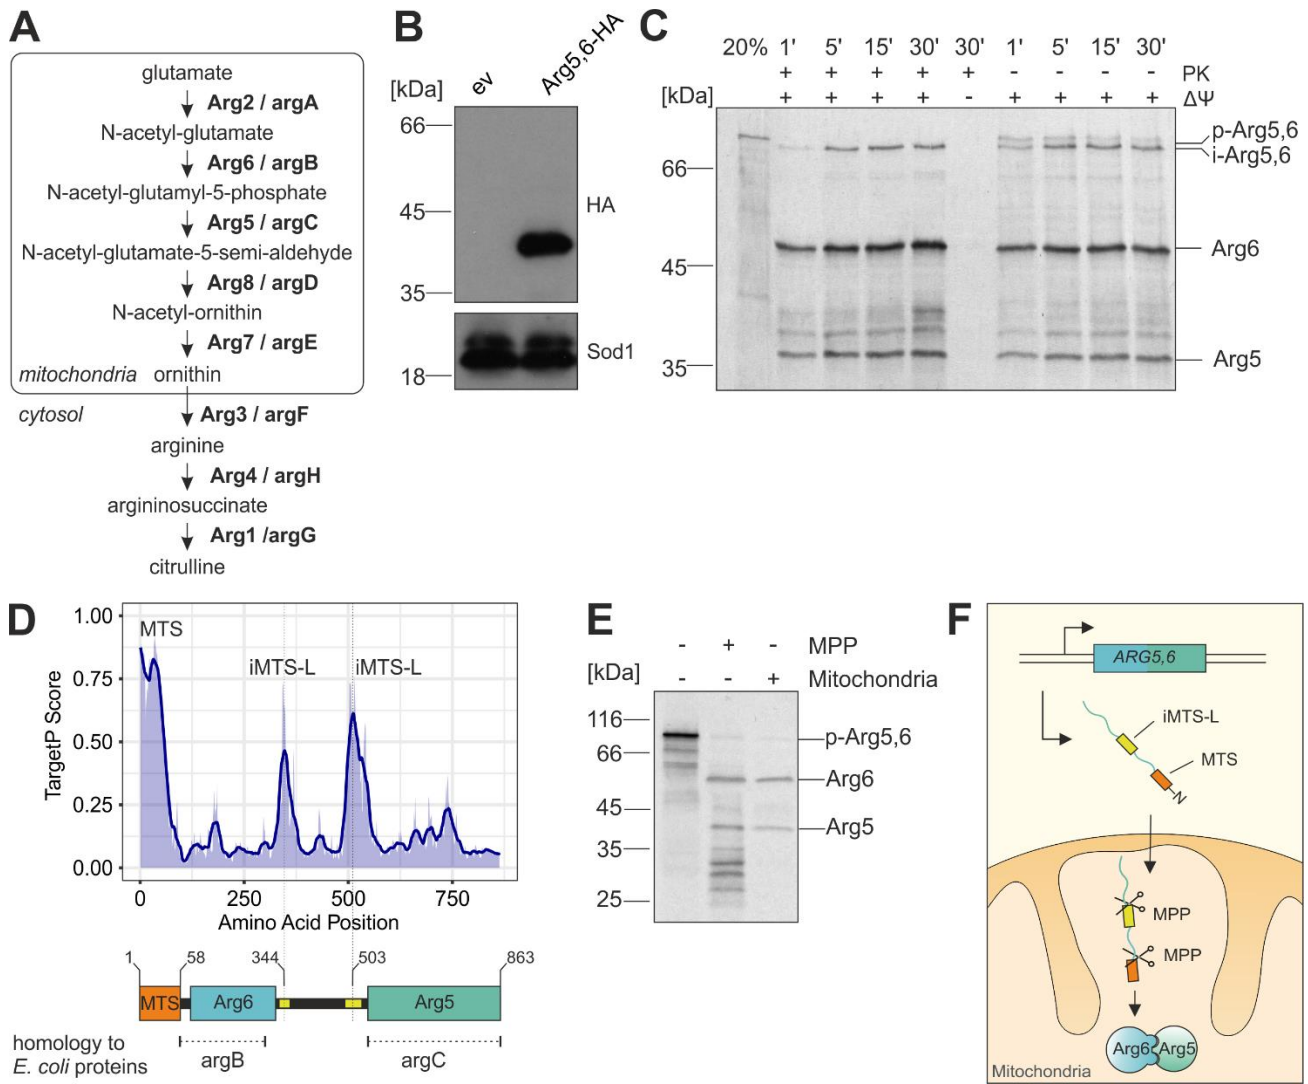 A
glutamate
Arg2 / argA
N-acetyl-glutamate
Arg6 / argB
N-acetyl-glutamyl-5-phosphate
Arg5 / argC
N-acetyl-glutamate-5-semi-aldehyde
Arg8 / argD
N-acetyl-ornithin
Arg7 / argE
mitochondria ornithin
cytosol
Arg3 / argF
arginine
Arg4 / argH
argininosuccinate
Arg1 /argG
citrulline
B
ev Arg5,6-HA
[kDa]
66
45
35
18
HA
Sod1
C
20% 1' 5' 15' 30' 30' 1' 5' 15' 30'
+ + + + + - - - - PK
[kDa] + + + + - + + + + ΔΨ
p-Arg5,6
i-Arg5,6
66
Arg6
45
Arg5
35
D
TargetP Score
1.00
0.75
0.50
0.25
0.00
MTS
iMTS-L iMTS-L
0 250 500 750
Amino Acid Position
1 58 344 503 863
MTS Arg6 Arg5
homology to
E. coli proteins
argB argC
E
- + - MPP
[kDa] - - + Mitochondria
116
66
45
35
25
p-Arg5,6
Arg6
Arg5
F
ARG5,6
iMTS-L
MTS
N
MPP
MPP
Arg6 Arg5
Mitochondria